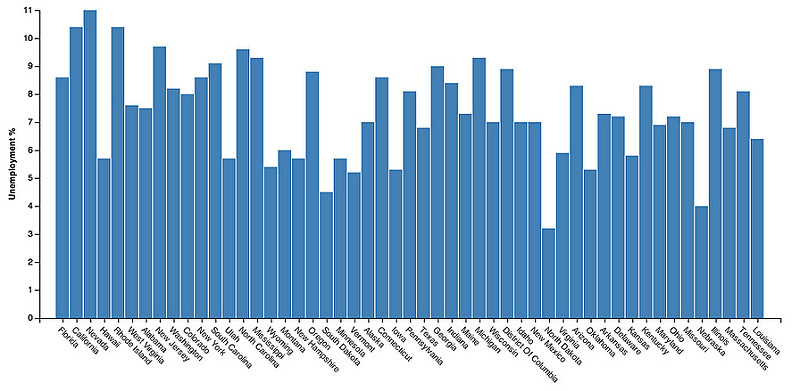 Unemployment %
11
10
9
8
7
6
5
4
3
2
1
0
Florida
California
Nevada
Hawaii
Rhode Island
West Virginia
Alabama
New Jersey
Washington
Colorado
New York
South Carolina
Utah
North Carolina
Mississippi
Wyoming
Montana
New Hampshire
Oregon
South Dakota
Minnesota
Vermont
Alaska
Connecticut
Iowa
Pennsylvania
Texas
Georgia
Indiana
Maine
Michigan
Wisconsin
District Of Columbia
Idaho
New Mexico
North Dakota
Virginia
Arizona
Oklahoma
Arkansas
Delaware
Kansas
Kentucky
Maryland
Ohio
Missouri
Nebraska
Illinois
Massachusetts
Tennessee
Louisiana